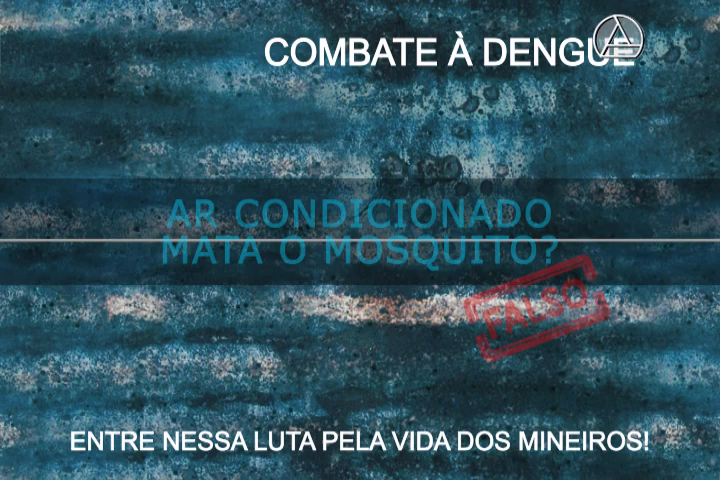 COMBATE À DENGUE
AR CONDICIONADO
MATA O MOSQUITO?
FALSO
ENTRE NESSA LUTA PELA VIDA DOS MINEIROS!